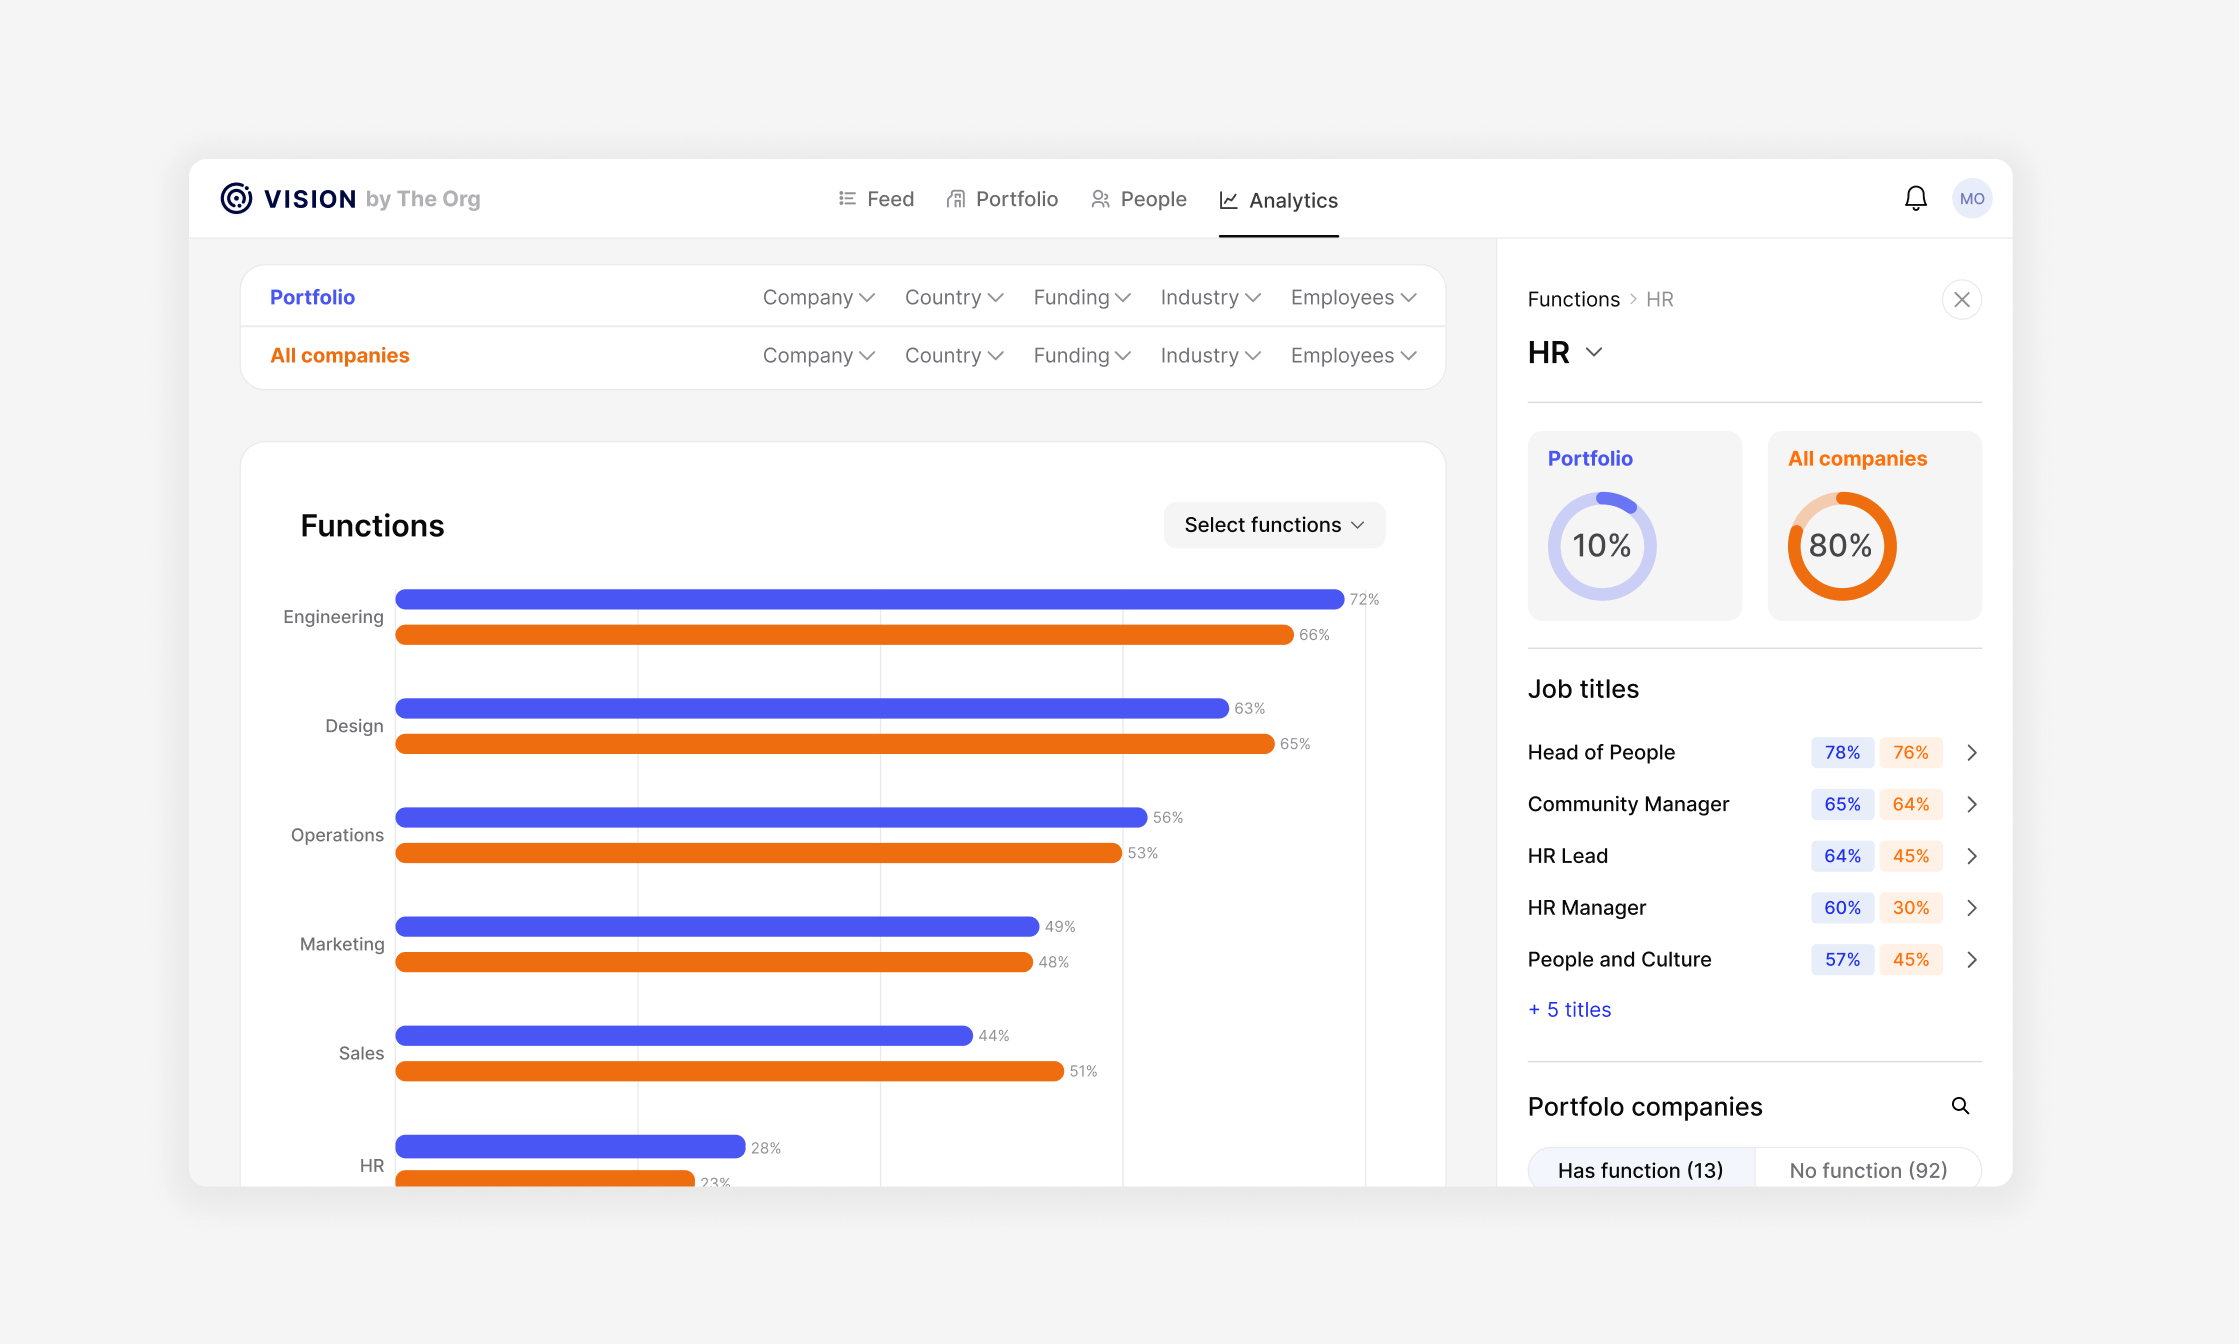 VISION by The Org
Feed
Portfolio
People
Analytics
MO
Portfolio
Company
Country
Funding
Industry
Employees
All companies
Company
Country
Funding
Industry
Employees
Functions
Select functions
Engineering
72%
66%
Design
63%
65%
Operations
56%
53%
Marketing
49%
48%
Sales
44%
51%
HR
28%
23%
Functions > HR
HR
Portfolio
10%
All companies
80%
Job titles
Head of People 78% 76%
Community Manager 65% 64%
HR Lead 64% 45%
HR Manager 60% 30%
People and Culture 57% 45%
+ 5 titles
Portfolo companies
Has function (13)
No function (92)